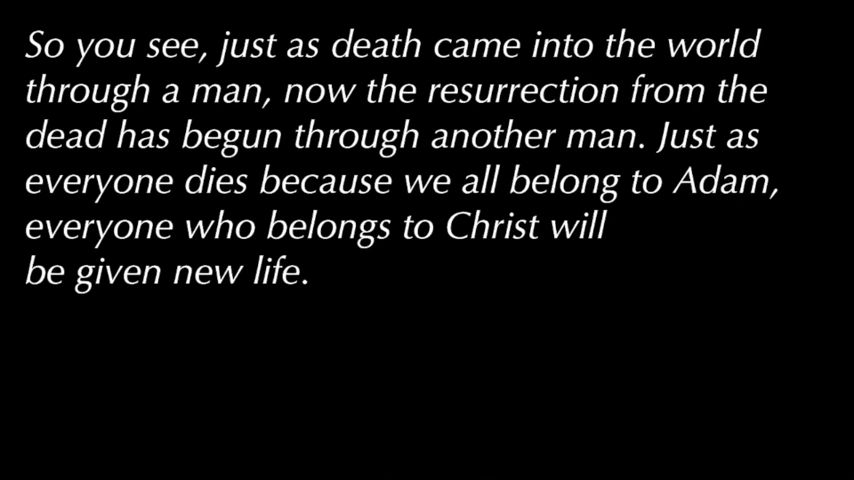 So you see, just as death came into the world
through a man, now the resurrection from the
dead has begun through another man. Just as
everyone dies because we all belong to Adam,
everyone who belongs to Christ will
be given new life.